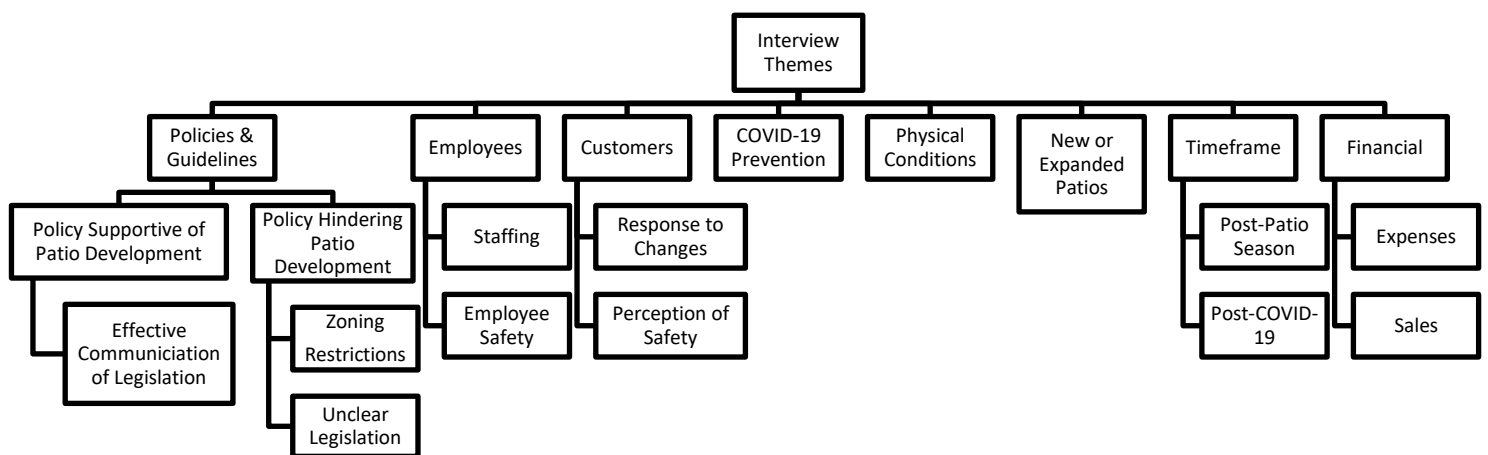 Interview
Themes
Policies &
Guidelines
Employees
Customers
COVID-19
Prevention
Physical
Conditions
New or
Expanded
Patios
Timeframe
Financial
Policy Supportive of
Patio Development
Policy Hindering
Patio
Development
Staffing
Response to
Changes
Post-Patio
Season
Expenses
Effective
Communiciation
of Legislation
Zoning
Restrictions
Employee
Safety
Perception of
Safety
Post-COVID-
19
Sales
Unclear
Legislation